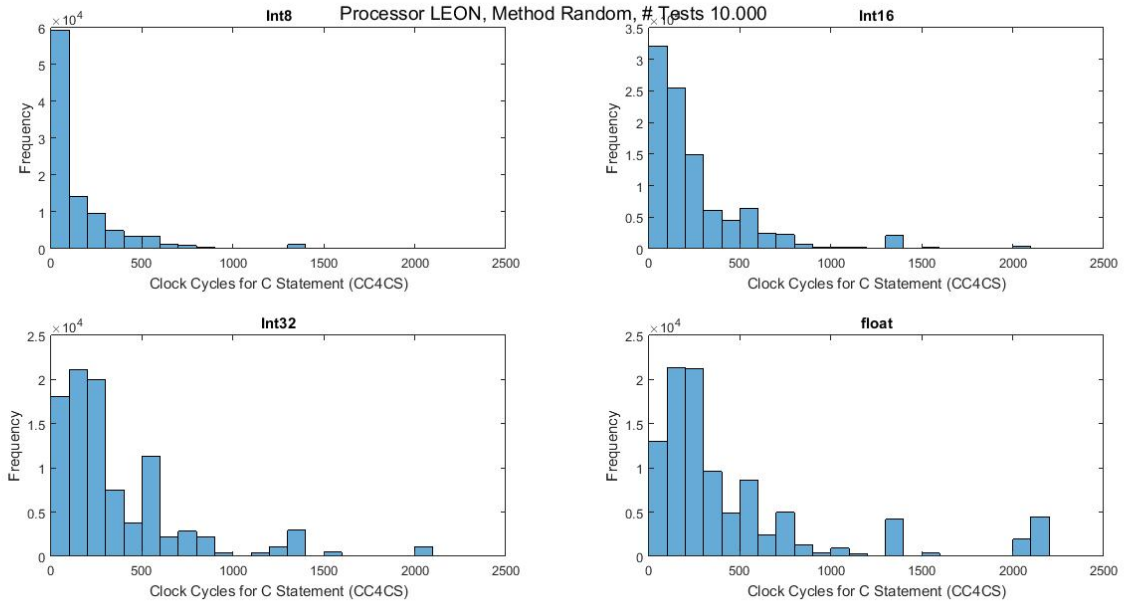 Processor LEON, Method Random, # Tests 10.000
Int8
×10⁴
6
5
4
3
2
1
0
Frequency
0 500 1000 1500 2000 2500
Clock Cycles for C Statement (CC4CS)
Int16
3.5
3
2.5
2
1.5
1
0.5
0
Frequency
0 500 1000 1500 2000 2500
Clock Cycles for C Statement (CC4CS)
Int32
×10⁴
2.5
2
1.5
1
0.5
0
Frequency
0 500 1000 1500 2000 2500
Clock Cycles for C Statement (CC4CS)
float
×10⁴
2.5
2
1.5
1
0.5
0
Frequency
0 500 1000 1500 2000 2500
Clock Cycles for C Statement (CC4CS)